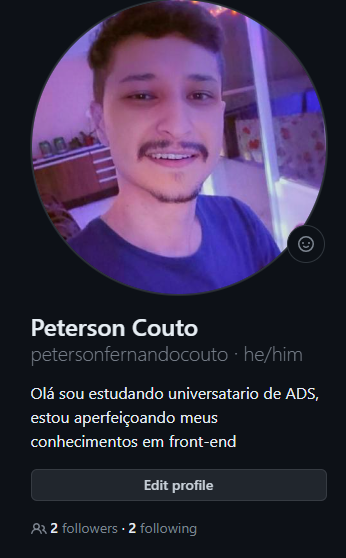 Peterson Couto
petersonfernandocouto · he/him
Olá sou estudando universatario de ADS,
estou aperfeiçoando meus
conhecimentos em front-end
Edit profile
2 followers · 2 following